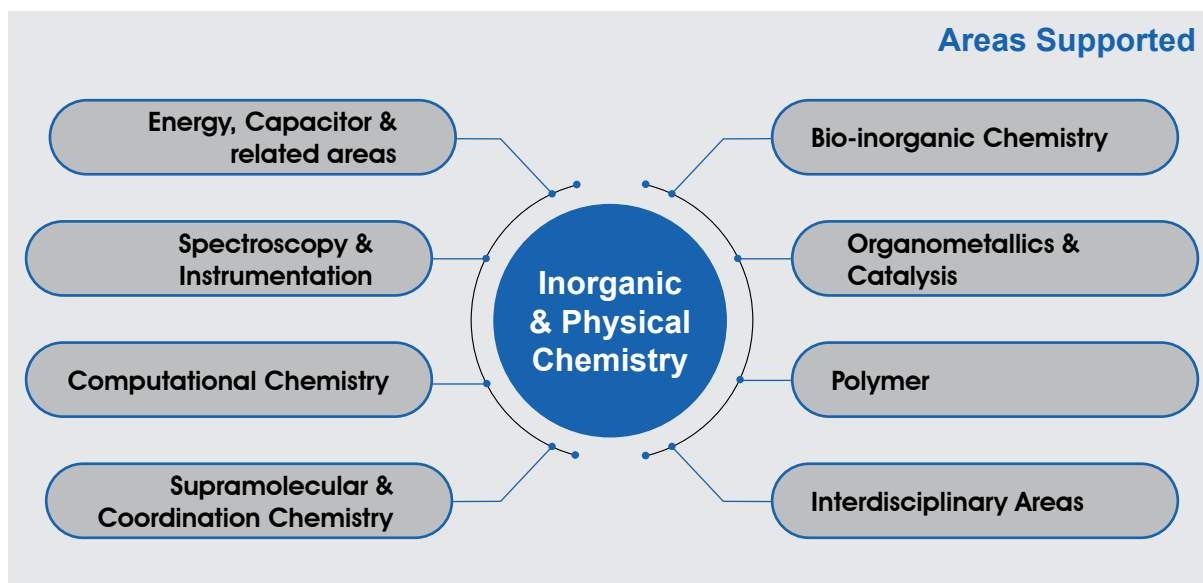 Areas Supported
Energy, Capacitor &
related areas
Spectroscopy &
Instrumentation
Computational Chemistry
Supramolecular &
Coordination Chemistry
Inorganic
& Physical
Chemistry
Bio-inorganic Chemistry
Organometallics &
Catalysis
Polymer
Interdisciplinary Areas